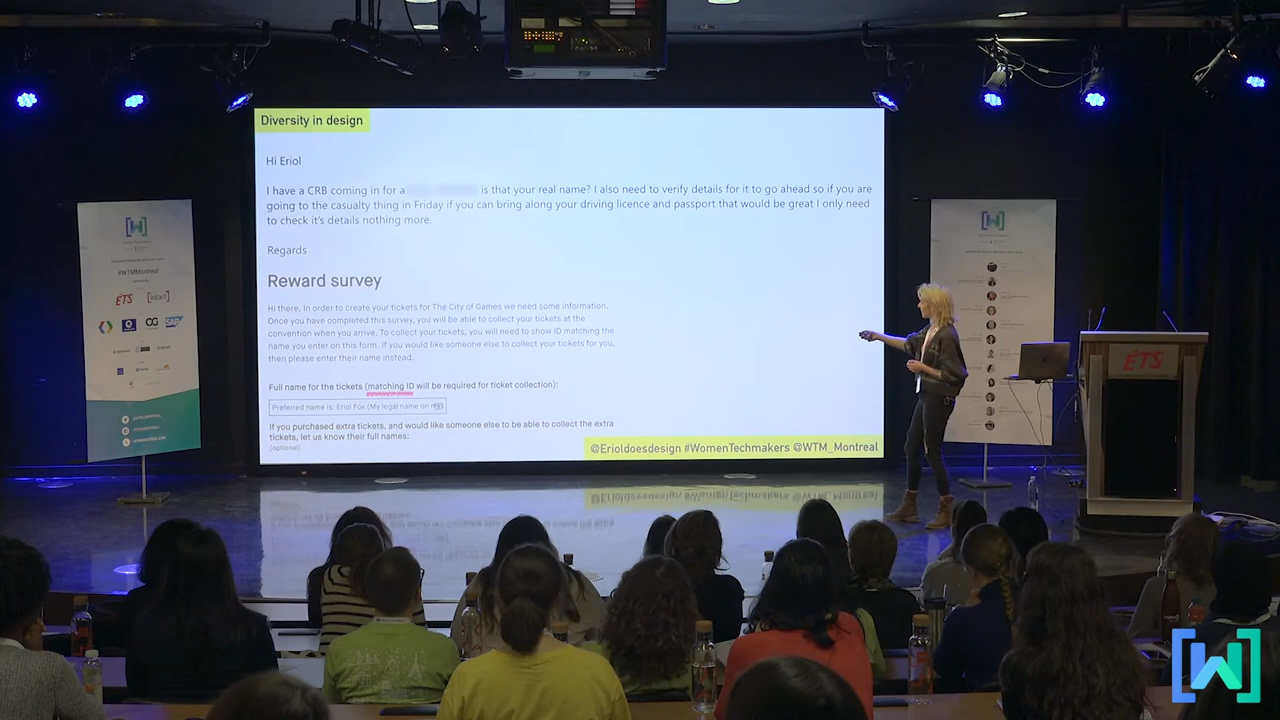 Diversity in design
Hi Eriol
I have a CRB coming in for a is that your real name? I also need to verify details for it to go ahead so if you are
going to the casualty thing in Friday if you can bring along your driving licence and passport that would be great I only need
to check it's details nothing more.
Regards
Reward survey
Hi there, In order to create your tickets for The City of Games we need some information.
Once you have completed this survey, you will be able to collect your tickets at the
convention when you arrive. To collect your tickets, you will need to show ID matching the
name you enter on this form. If you would like someone else to collect your tickets for you,
then please enter their name instead.
Full name for the tickets (matching ID will be required for ticket collection):
Preferred name is: Eriol Fox (My legal name on my
If you purchased extra tickets, and would like someone else to be able to collect the extra
tickets, let us know their full names:
(optional)
@Erioldoesdesign #WomenTechmakers @WTM_Montreal
#WTMMontreal
ÉTS
intact
OG
SAP
ÉTS
W